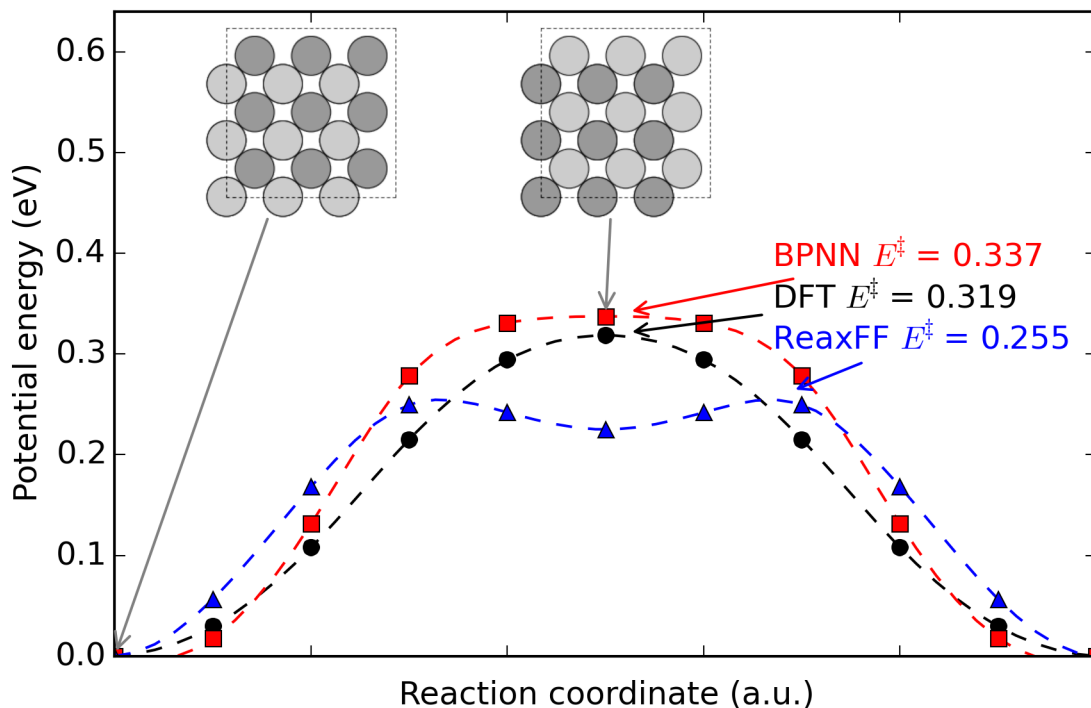 0.6
0.5
0.4
0.3
0.2
0.1
0.0
Potential energy (eV)
BPNN E‡ = 0.337
DFT E‡ = 0.319
ReaxFF E‡ = 0.255
Reaction coordinate (a.u.)